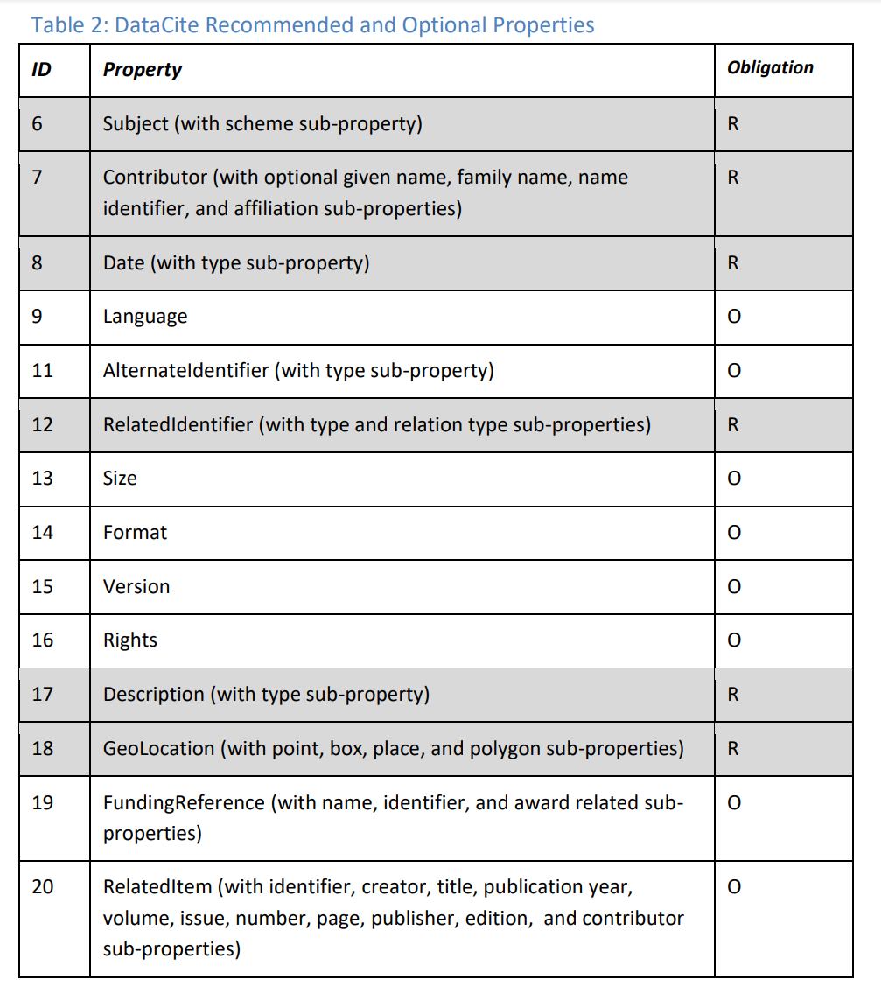 Table 2: DataCite Recommended and Optional Properties
ID Property Obligation
6 Subject (with scheme sub-property) R
7 Contributor (with optional given name, family name, name R
identifier, and affiliation sub-properties)
8 Date (with type sub-property) R
9 Language O
11 AlternateIdentifier (with type sub-property) O
12 RelatedIdentifier (with type and relation type sub-properties) R
13 Size O
14 Format O
15 Version O
16 Rights O
17 Description (with type sub-property) R
18 GeoLocation (with point, box, place, and polygon sub-properties) R
19 FundingReference (with name, identifier, and award related sub- O
properties)
20 RelatedItem (with identifier, creator, title, publication year, O
volume, issue, number, page, publisher, edition,  and contributor
sub-properties)